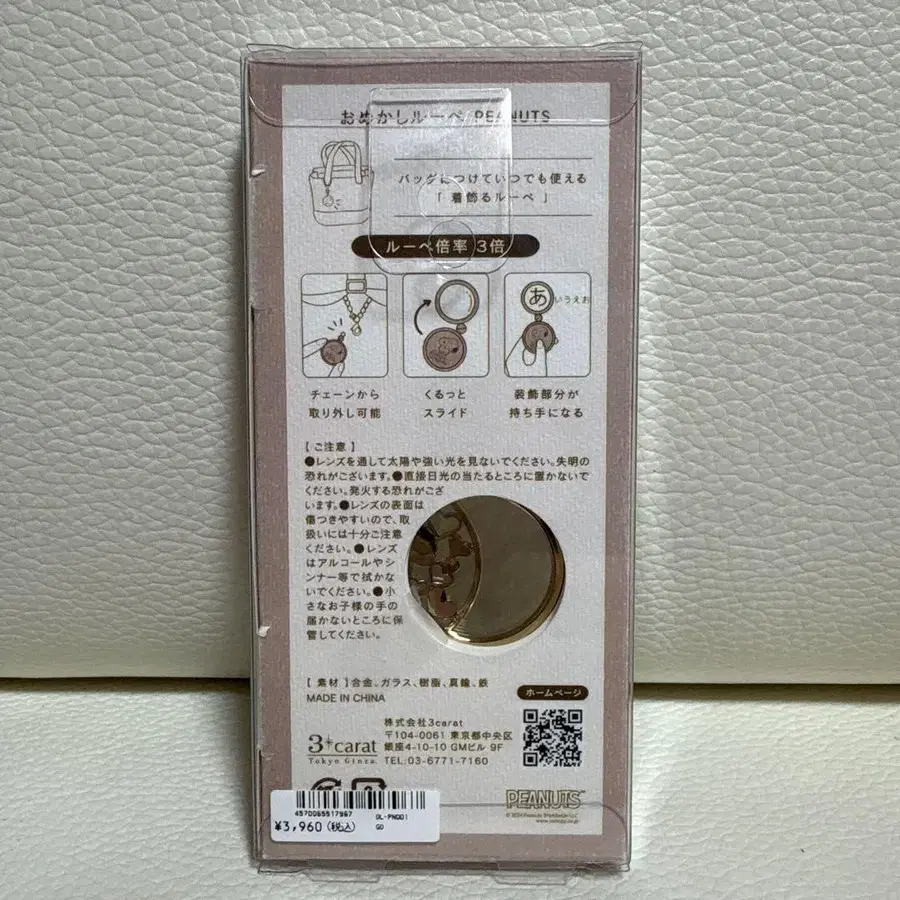 おめかしルーペ/PEANUTS
バッグにつけていつでも使える
「 着飾るルーペ 」
ルーペ倍率 3倍
あいうえお
チェーンから
取り外し可能
くるっと
スライド
装飾部分が
持ち手になる
【 ご注意 】
●レンズを通して太陽や強い光を見ないでください。失明の
恐れがございます。●直接日光の当たるところに置かないで
ください。発火する恐れがござ
います。●レンズの表面は
傷つきやすいので、取
扱いには十分ご注意
ください。●レンズ
はアルコールやシ
ンナー等で拭かな
いでください。●小
さなお子様の手の
届かないところに保
管してください。
【 素材 】合金、ガラス、樹脂、真鍮、鉄
MADE IN CHINA
ホームページ
3carat
Tokyo Ginza.
株式会社3carat
〒104-0061 東京都中央区
銀座4-10-10 GMビル 9F
TEL:03-6771-7160
PEANUTS
© 2024 Peanuts Worldwide LLC
www.snoopy.co.jp
4570065517967
OL-PN001
¥3,960(税込)
GO